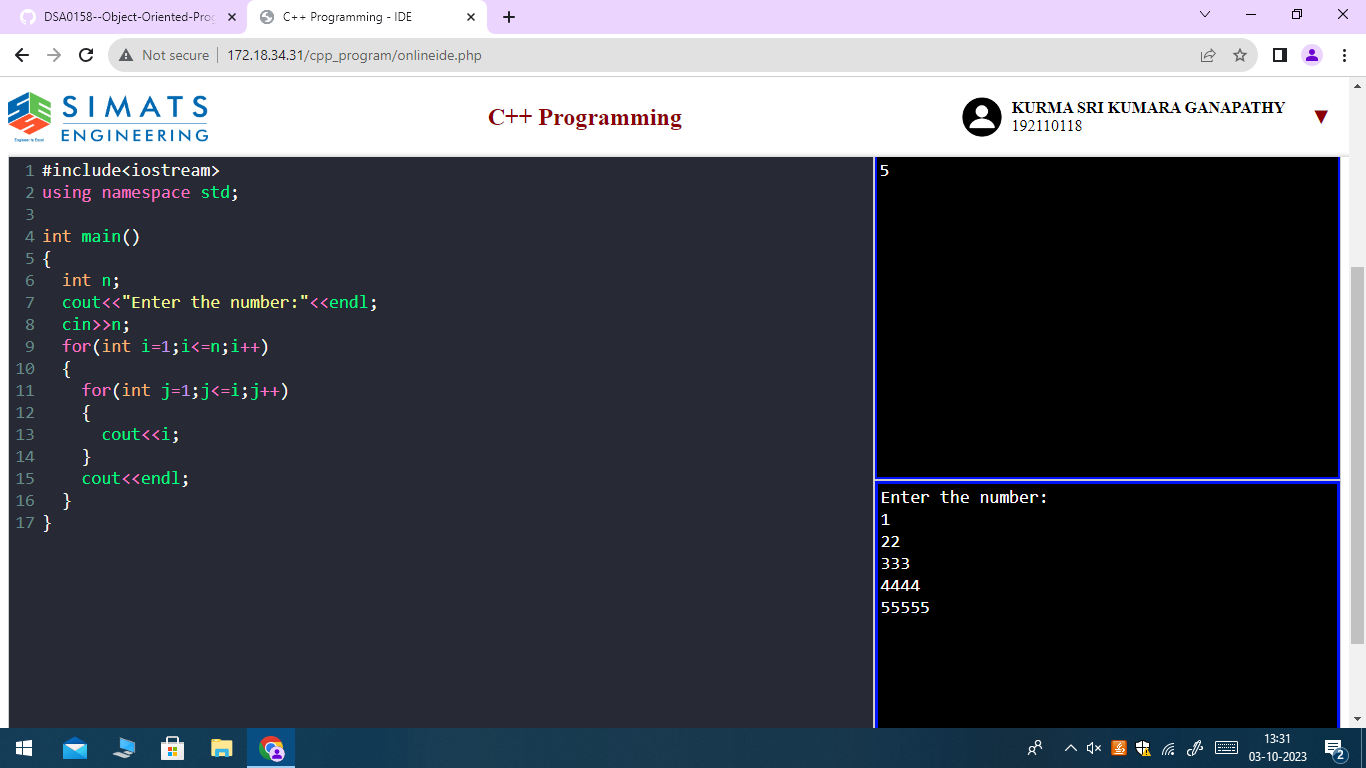 DSA0158--Object-Oriented-Prog
C++ Programming - IDE
Not secure
172.18.34.31/cpp_program/onlineide.php
SIMATS
ENGINEERING
Engineer to Excel
C++ Programming
KURMA SRI KUMARA GANAPATHY
192110118
1 #include<iostream>
2 using namespace std;
3
4 int main()
5 {
6   int n;
7   cout<<"Enter the number:"<<endl;
8   cin>>n;
9   for(int i=1;i<=n;i++)
10   {
11     for(int j=1;j<=i;j++)
12     {
13       cout<<i;
14     }
15     cout<<endl;
16   }
17 }
5
Enter the number:
1
22
333
4444
55555
13:31
03-10-2023
2